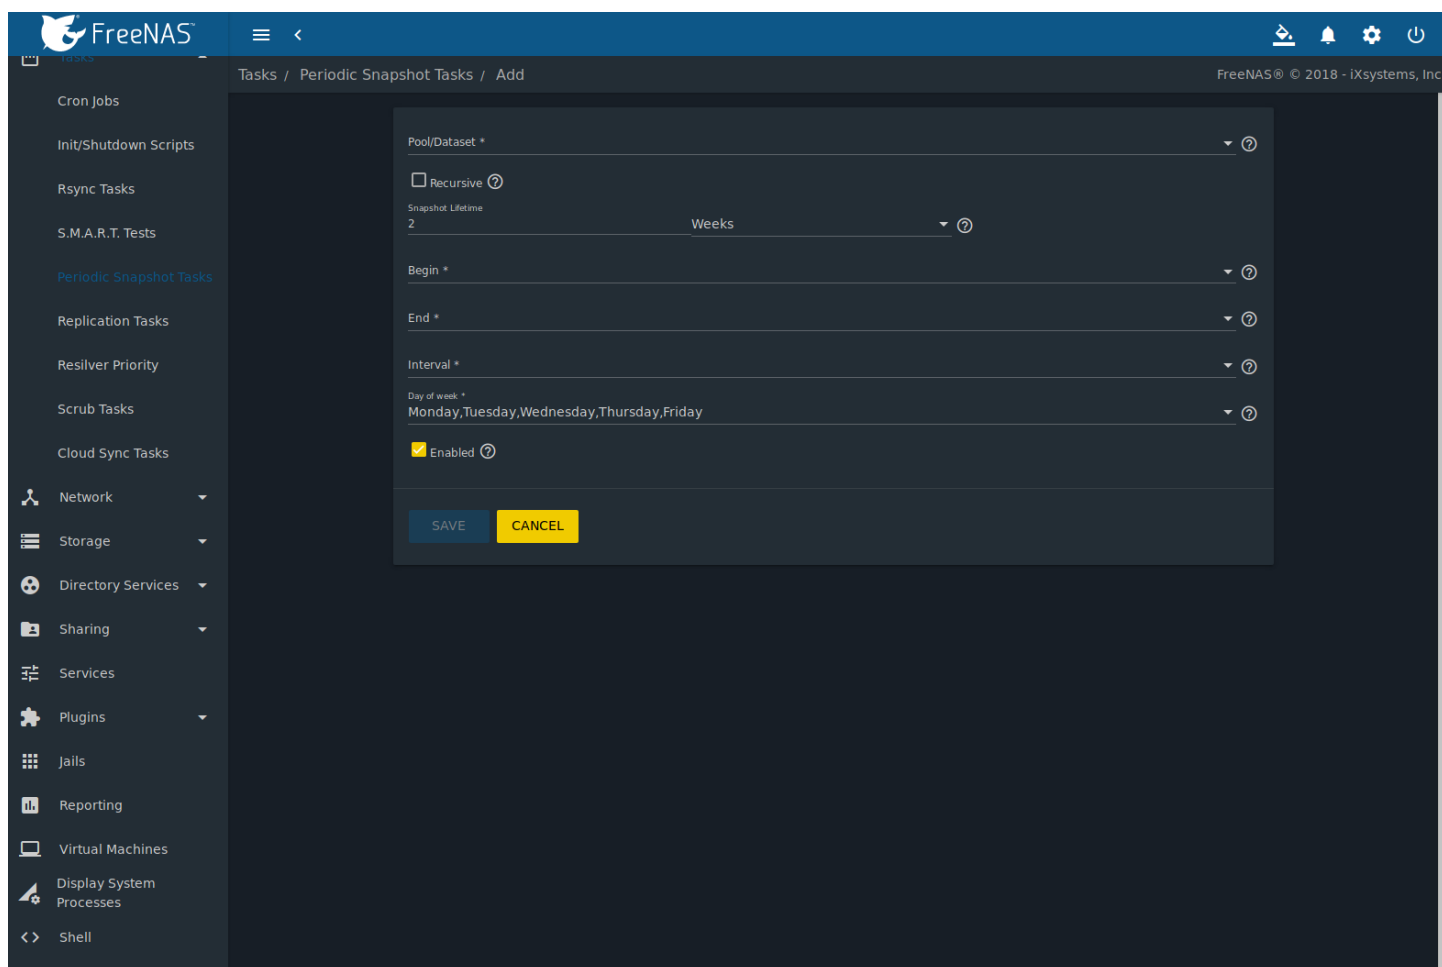 FreeNAS™
Tasks
Tasks / Periodic Snapshot Tasks / Add
FreeNAS® © 2018 - iXsystems, Inc
Cron Jobs
Init/Shutdown Scripts
Rsync Tasks
S.M.A.R.T. Tests
Periodic Snapshot Tasks
Replication Tasks
Resilver Priority
Scrub Tasks
Cloud Sync Tasks
Network
Storage
Directory Services
Sharing
Services
Plugins
Jails
Reporting
Virtual Machines
Display System
Processes
Shell
Pool/Dataset *
Recursive
Snapshot Lifetime
2 Weeks
Begin *
End *
Interval *
Day of week *
Monday,Tuesday,Wednesday,Thursday,Friday
Enabled
SAVE CANCEL